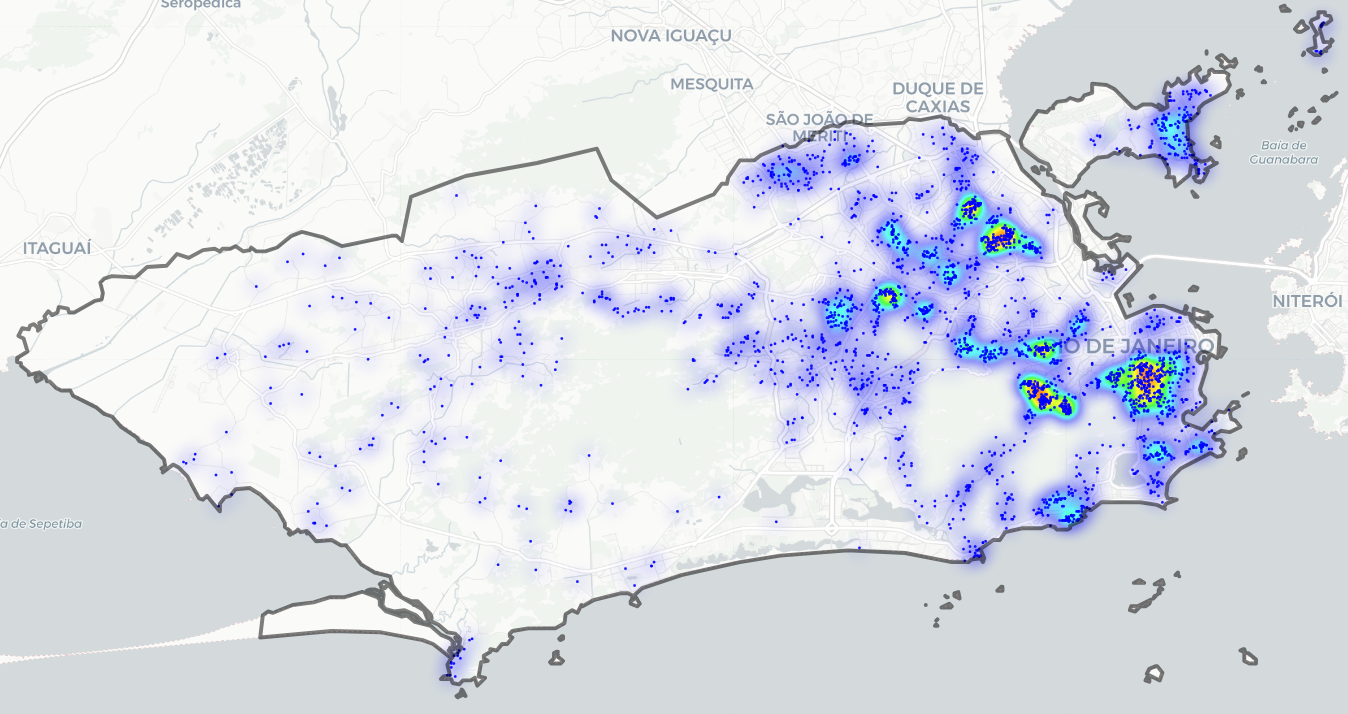 Seropédica
NOVA IGUAÇU
MESQUITA
DUQUE DE
CAXIAS
SÃO JOÃO DE
MERITI
Baía de
Guanabara
ITAGUAÍ
NITERÓI
O DE JANEIRO
a de Sepetiba